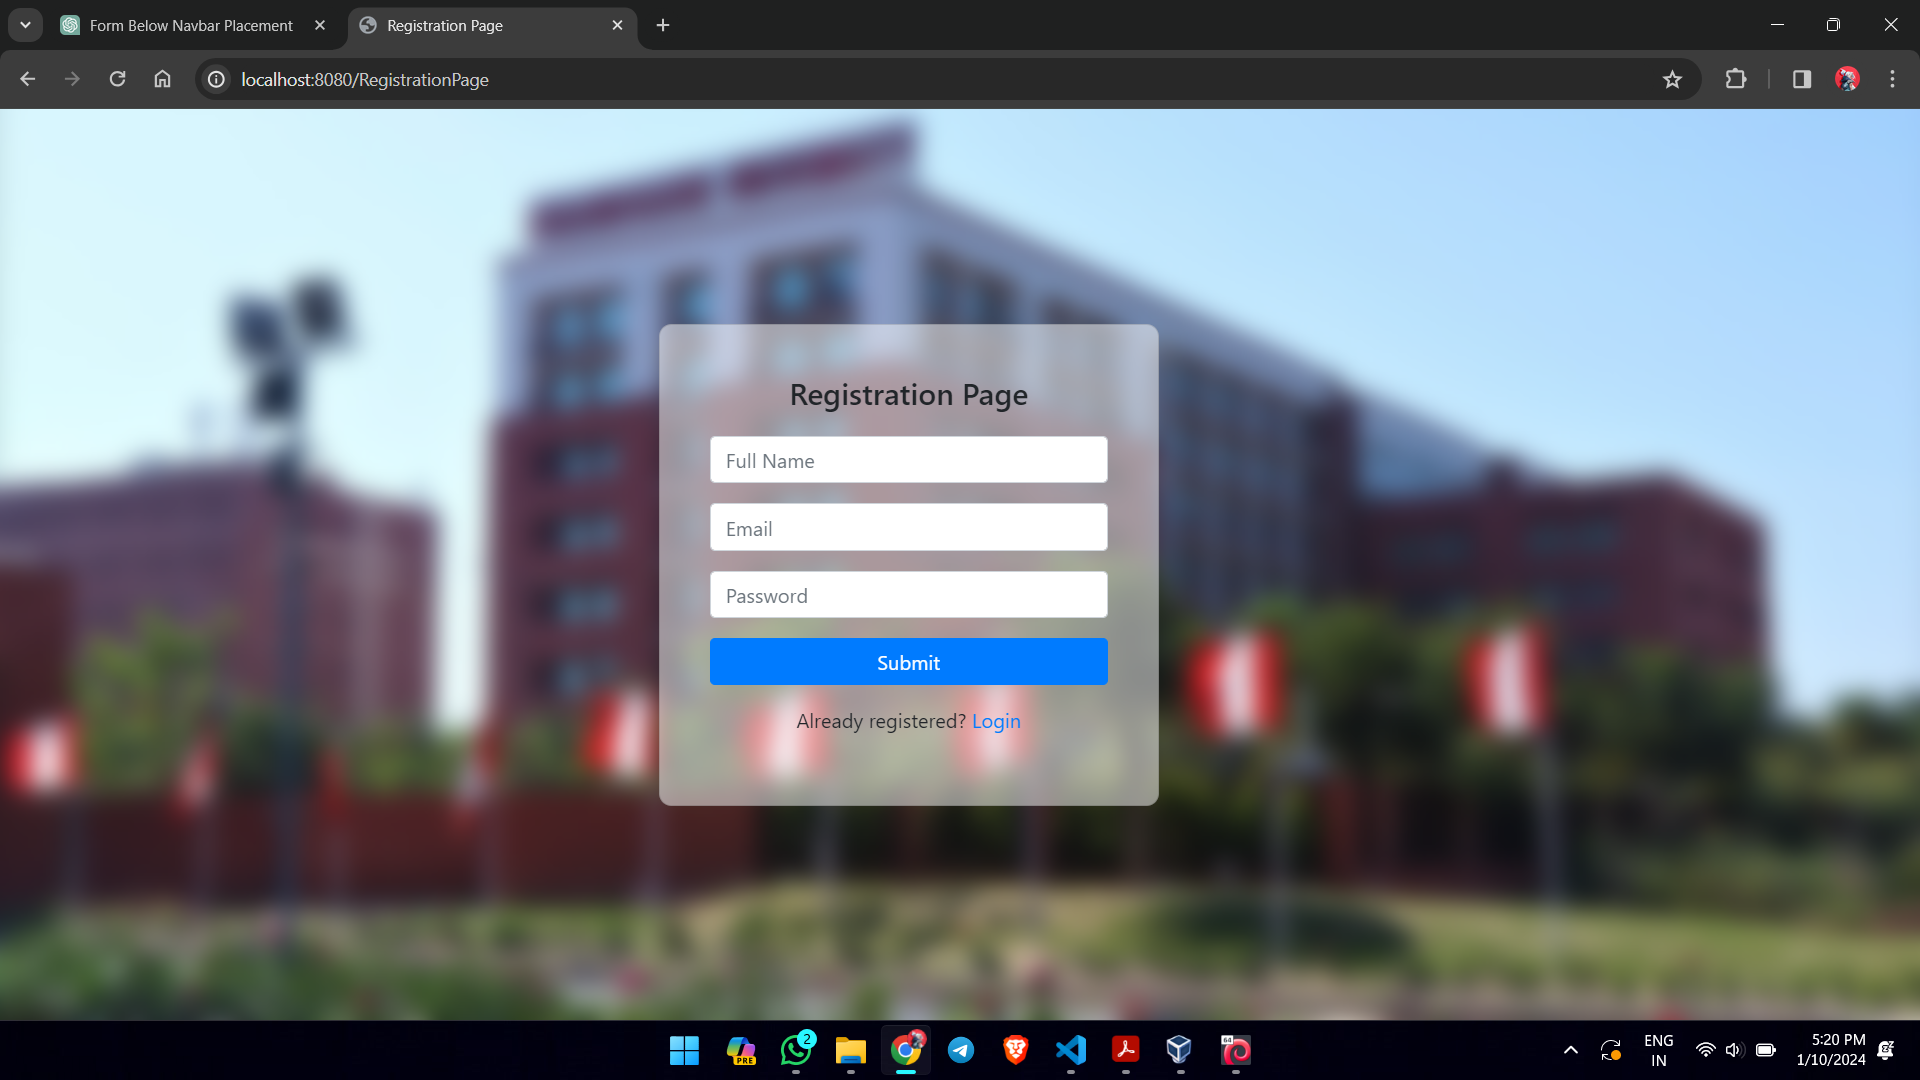 Form Below Navbar Placement
Registration Page
localhost:8080/RegistrationPage
Registration Page
Full Name
Email
Password
Submit
Already registered? Login
PRE
2
64
ENG
IN
5:20 PM
1/10/2024